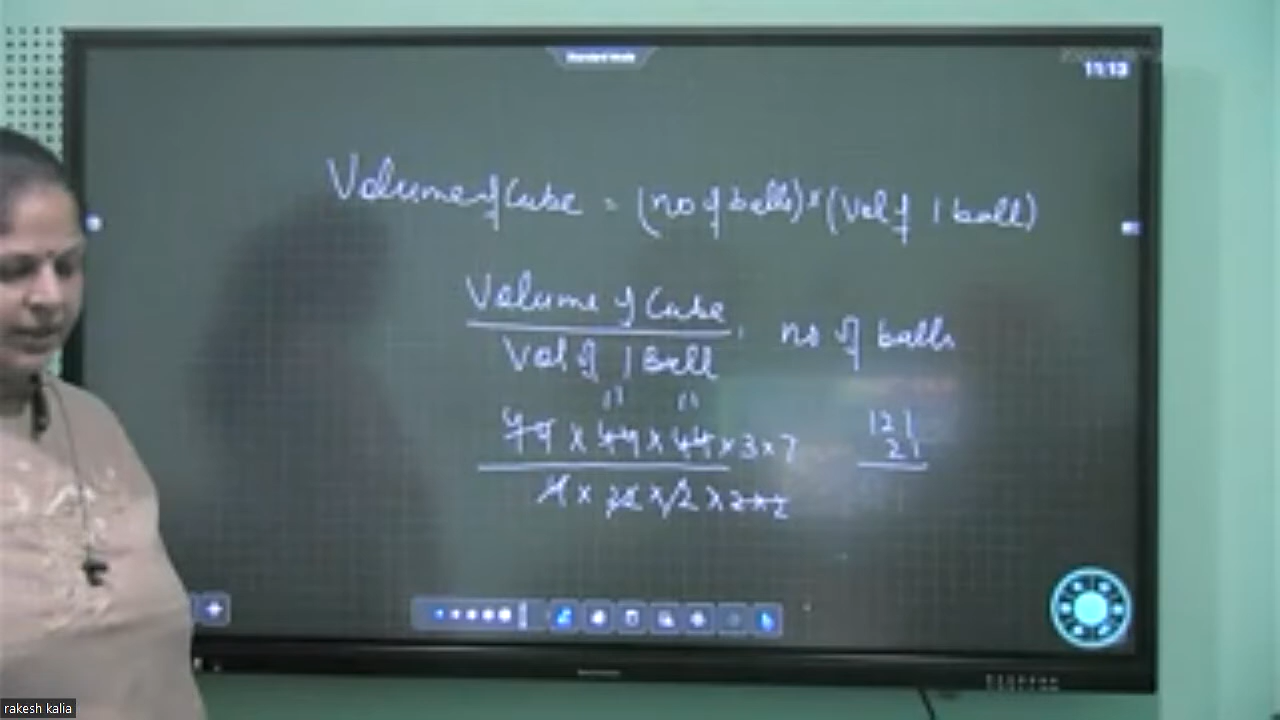 11:13
Volume of Cube = (no of balls) × (Vol of 1 ball)
Volume of Cube
Vol of 1 Ball
no of balls
11 11
44 × 44 × 44 × 3 × 7
4 × 22 × 2 × 2 × 2
121
21
rakesh kalia